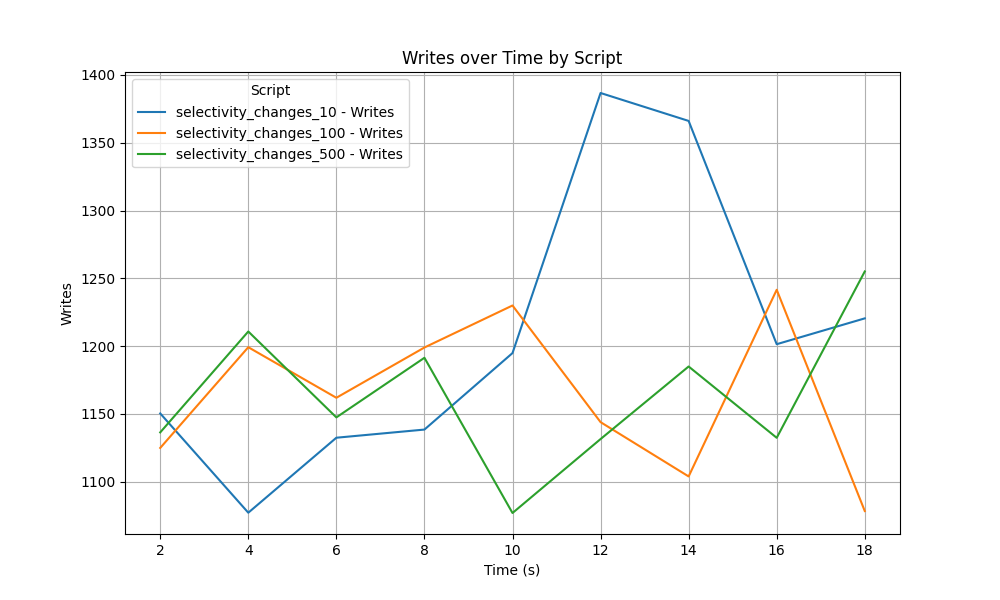 Writes over Time by Script
Script
selectivity_changes_10 - Writes
selectivity_changes_100 - Writes
selectivity_changes_500 - Writes
Writes
1400
1350
1300
1250
1200
1150
1100
2 4 6 8 10 12 14 16 18
Time (s)